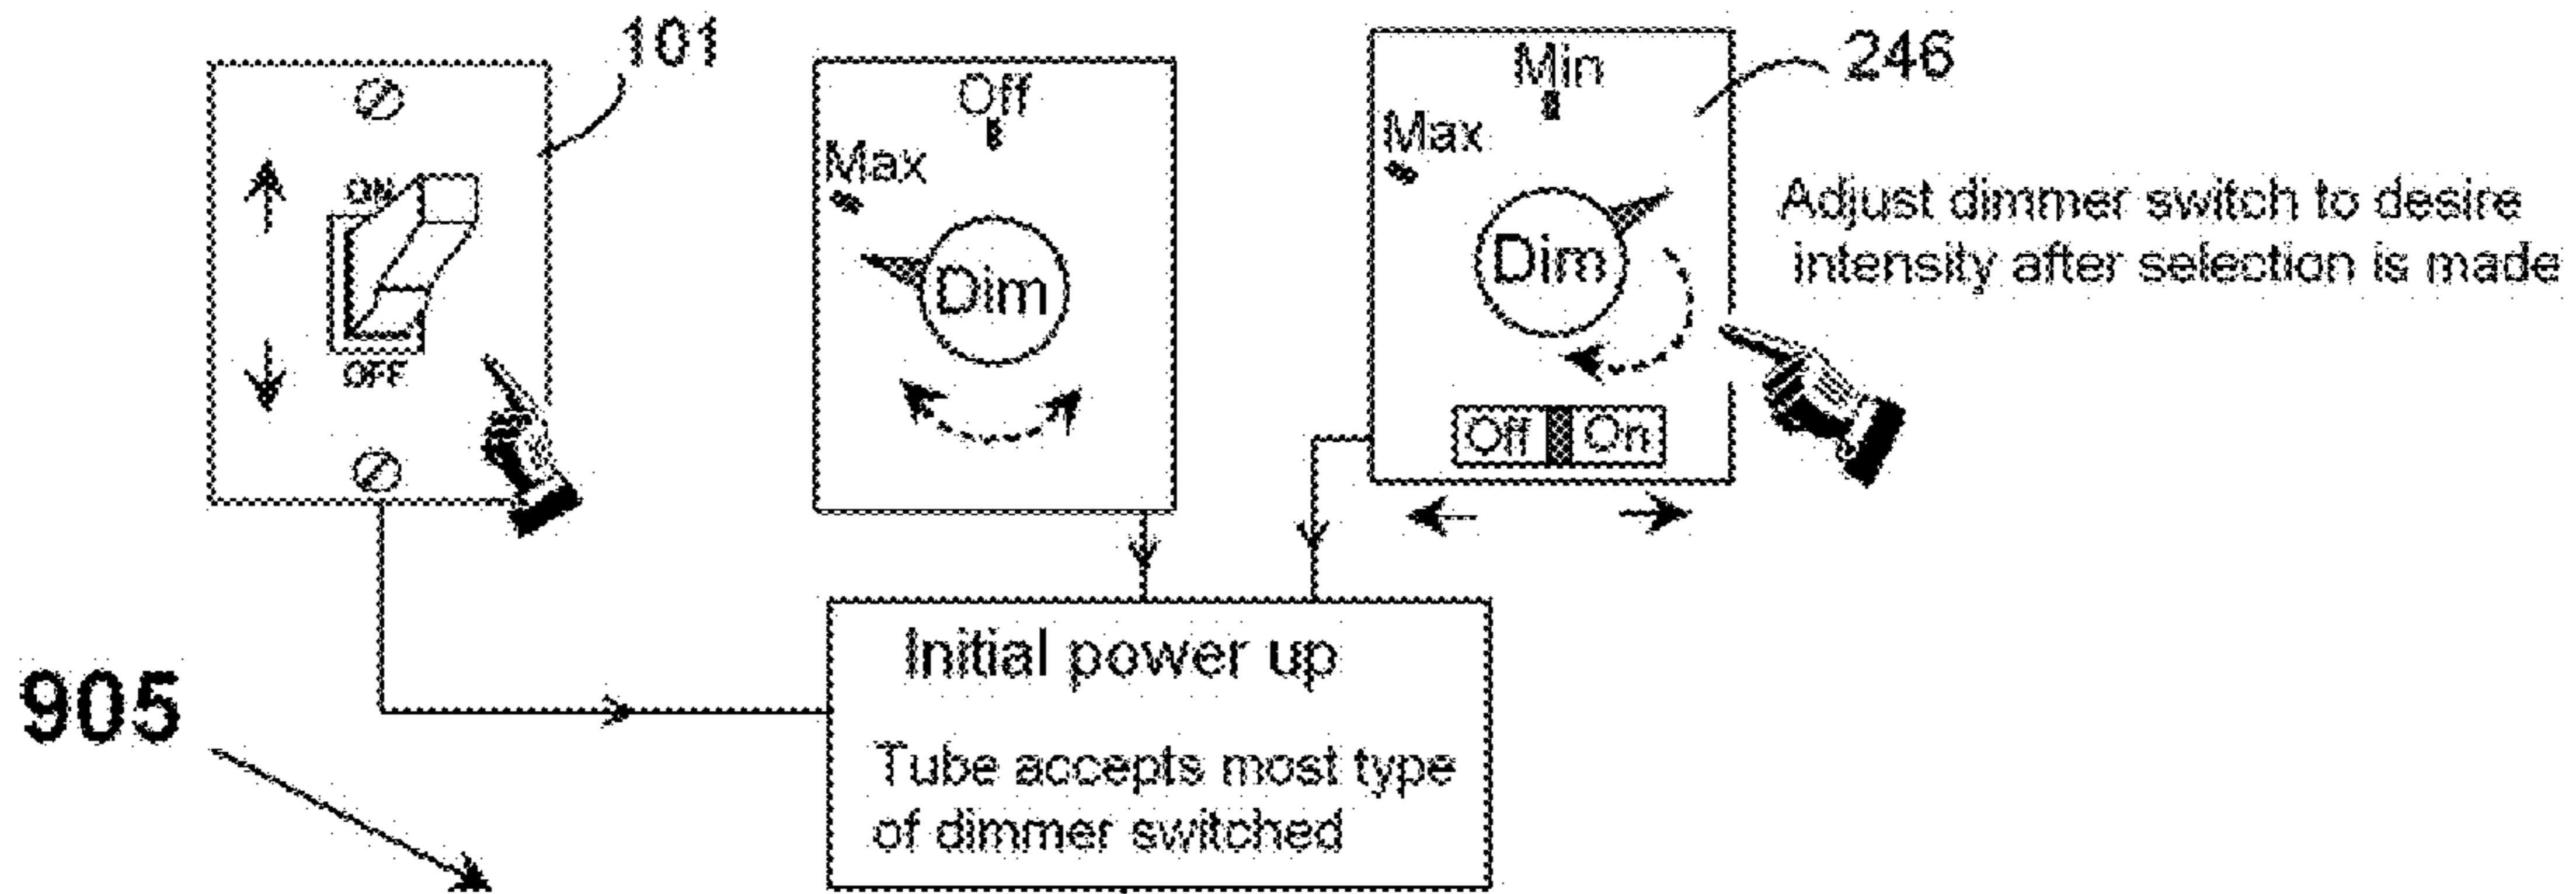 101
ON
OFF
Off
Max
Dim
246
Min
Max
Dim
Off On
Adjust dimmer switch to desire
intensity after selection is made
905
Initial power up
Tube accepts most type
of dimmer switched